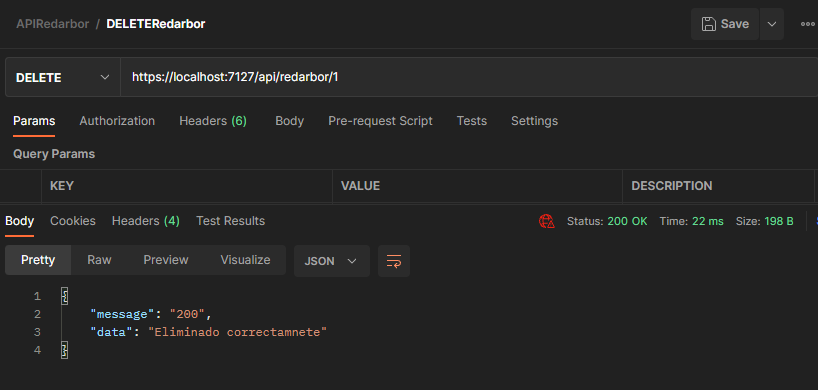 APIRedarbor / DELETERedarbor Save ooo
DELETE https://localhost:7127/api/redarbor/1
Params Authorization Headers (6) Body Pre-request Script Tests Settings
Query Params
KEY VALUE DESCRIPTION
Body Cookies Headers (4) Test Results Status: 200 OK Time: 22 ms Size: 198 B
Pretty Raw Preview Visualize JSON
1 {
2 "message": "200",
3 "data": "Eliminado correctamnete"
4 }